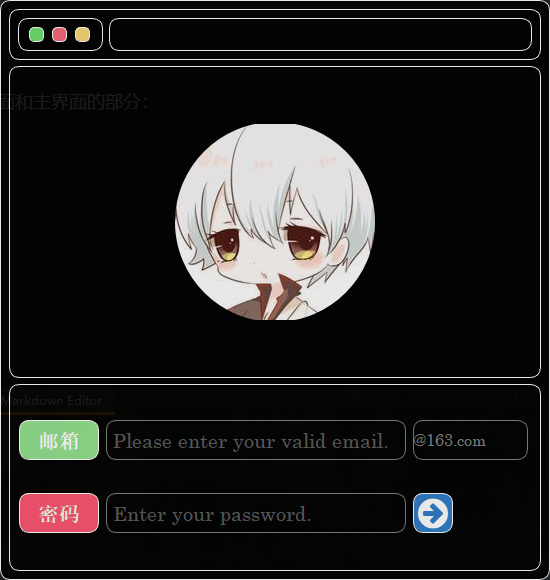 面和主界面的部分：
Markdown Editor
邮箱 Please enter your valid email. @163.com
密码 Enter your password.